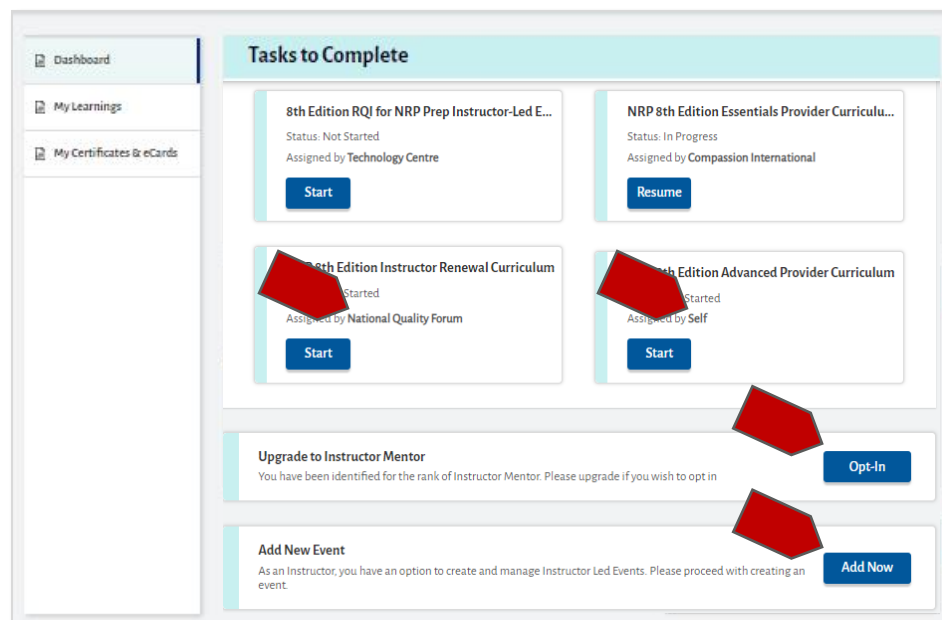 Dashboard
My Learnings
My Certificates & eCards
Tasks to Complete
8th Edition RQI for NRP Prep Instructor-Led E...
Status: Not Started
Assigned by Technology Centre
Start
NRP 8th Edition Essentials Provider Curriculu...
Status: In Progress
Assigned by Compassion International
Resume
8th Edition Instructor Renewal Curriculum
Started
Assigned by National Quality Forum
Start
Edition Advanced Provider Curriculum
Started
Assigned by Self
Start
Upgrade to Instructor Mentor
You have been identified for the rank of Instructor Mentor. Please upgrade if you wish to opt in
Opt-In
Add New Event
As an Instructor, you have an option to create and manage Instructor Led Events. Please proceed with creating an
event.
Add Now